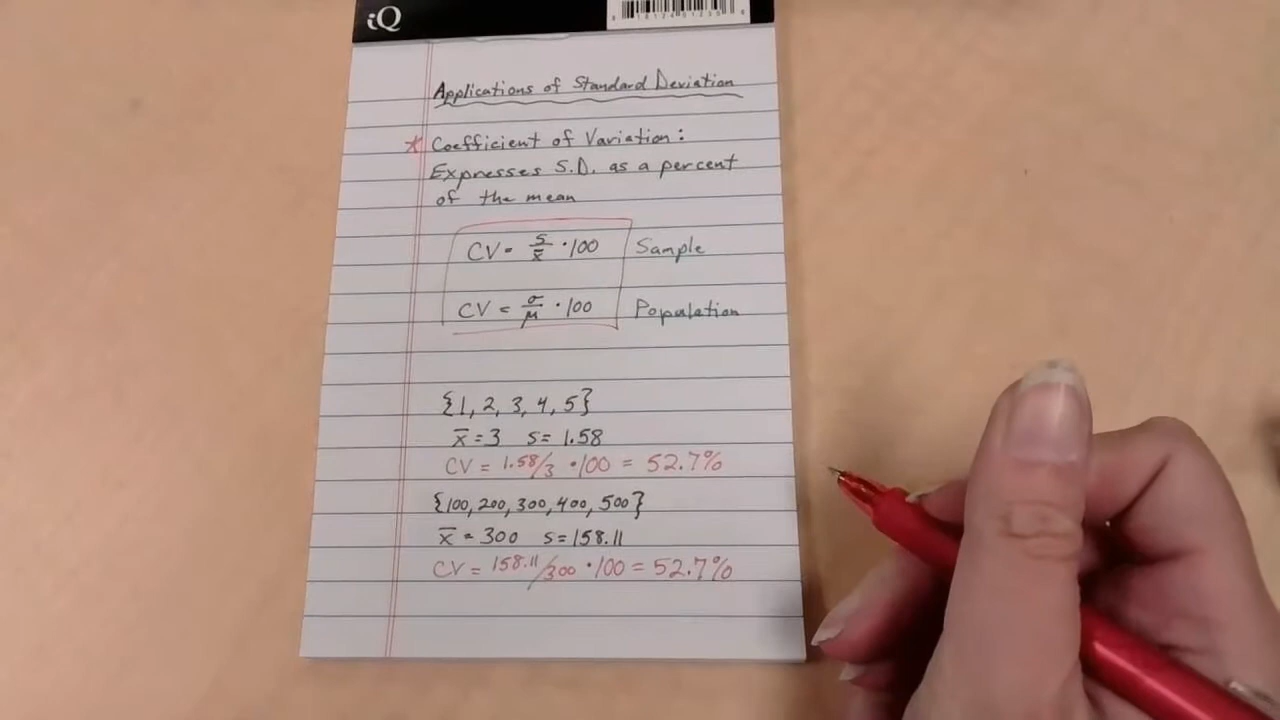 iQ
Applications of Standard Deviation
* Coefficient of Variation:
Expresses S.D. as a percent
of the mean
CV = s/x̄ · 100 Sample
CV = σ/μ · 100 Population
{1, 2, 3, 4, 5}
x̄ = 3 s = 1.58
CV = 1.58/3 · 100 = 52.7%
{100, 200, 300, 400, 500}
x̄ = 300 s = 158.11
CV = 158.11/300 · 100 = 52.7%